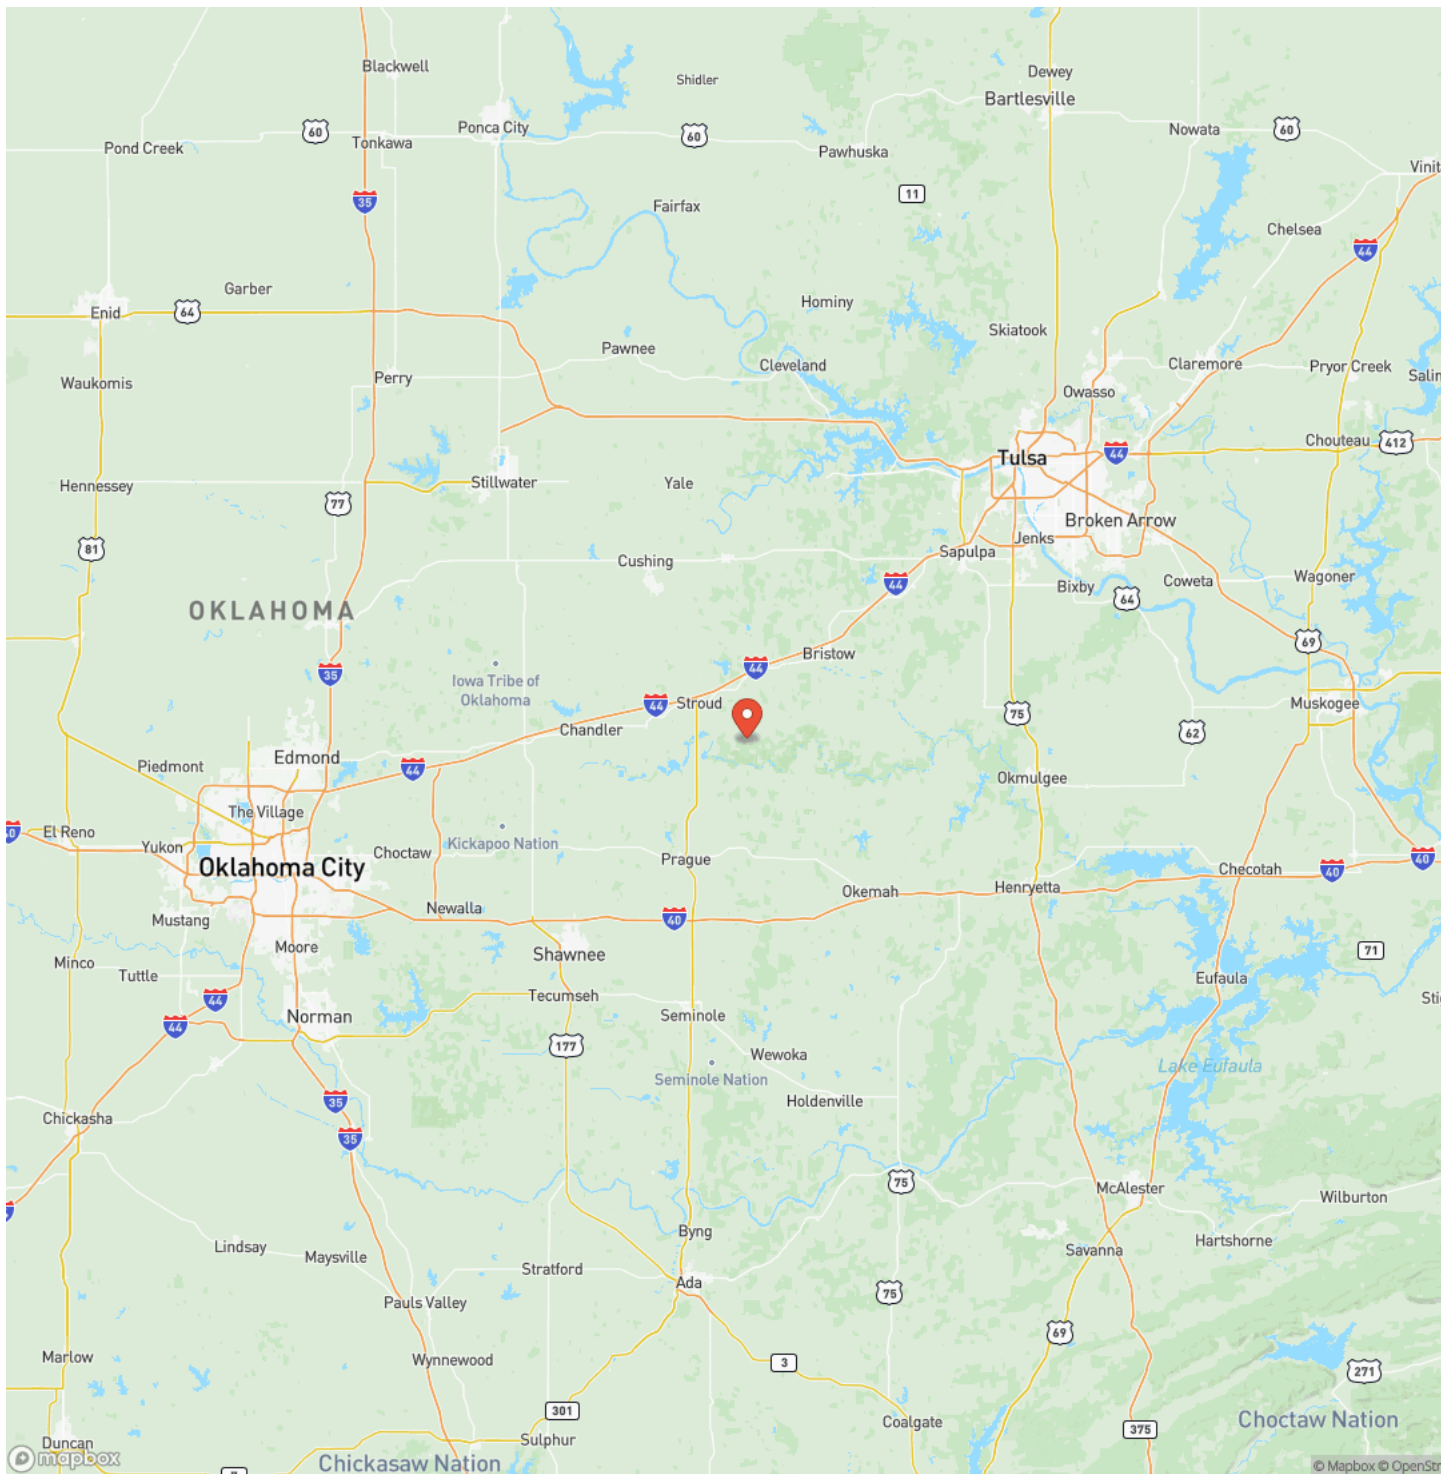 Blackwell
Shidler
Dewey
Bartlesville
Ponca City
60
Tonkawa
60
Nowata
60
Pond Creek
Pawhuska
Vinit
11
35
Fairfax
Chelsea
44
Garber
Enid
64
Hominy
Skiatook
Pawnee
Cleveland
Claremore
Pryor Creek
Waukomis
Perry
Salin
Owasso
Chouteau
412
Tulsa
44
Hennessey
Stillwater
Yale
77
Broken Arrow
81
Jenks
Sapulpa
Cushing
44
Bixby
Coweta
Wagoner
64
OKLAHOMA
69
Bristow
44
35
Iowa Tribe of
Oklahoma
44
Stroud
Muskogee
75
62
Chandler
Edmond
Piedmont
44
Okmulgee
The Village
El Reno
40
Yukon
Kickapoo Nation
Choctaw
Prague
40
Oklahoma City
Checotah
40
Okemah
Henryetta
Newalla
Mustang
40
Moore
Shawnee
71
Minco
Tuttle
Eufaula
Tecumseh
44
Sti
Norman
Seminole
44
177
Wewoka
Lake Eufaula
Seminole Nation
35
Holdenville
Chickasha
35
75
McAlester
Wilburton
Byng
Hartshorne
Lindsay
Maysville
Savanna
Stratford
Ada
75
Pauls Valley
69
Marlow
Wynnewood
3
271
301
Coalgate
Choctaw Nation
375
Duncan
Sulphur
mapbox
Chickasaw Nation
© Mapbox © OpenStr